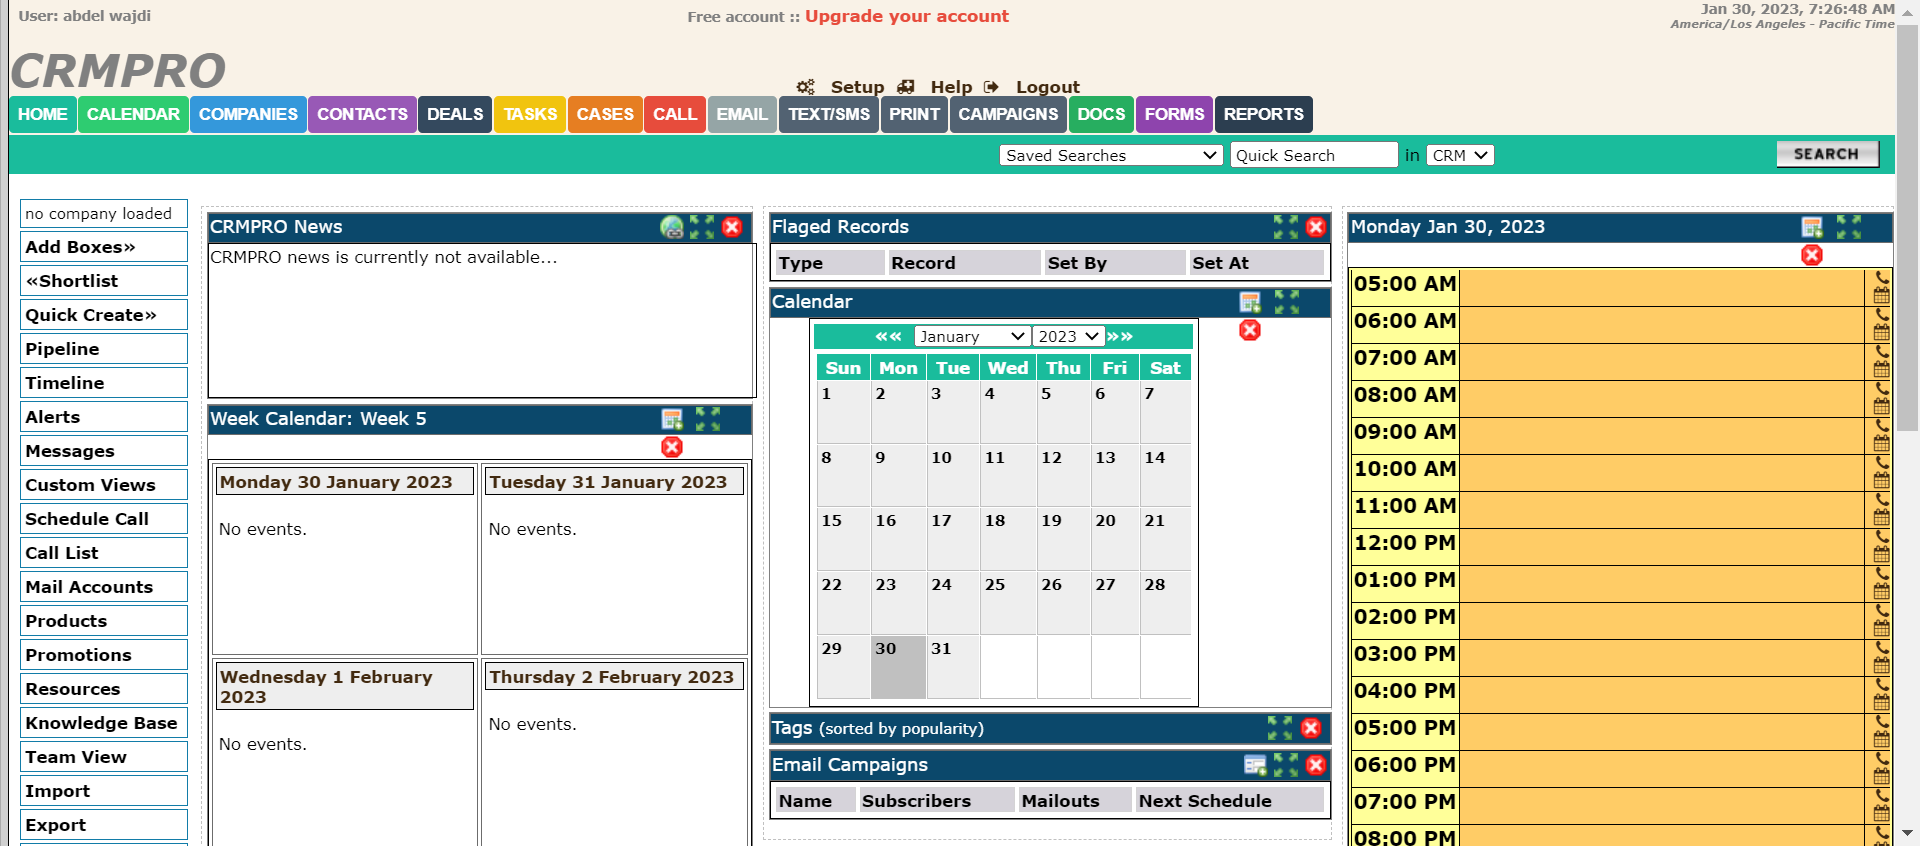 User: abdel wajdi
Free account :: Upgrade your account
Jan 30, 2023, 7:26:48 AM
America/Los Angeles - Pacific Time
CRMPRO
Setup Help Logout
HOME CALENDAR COMPANIES CONTACTS DEALS TASKS CASES CALL EMAIL TEXT/SMS PRINT CAMPAIGNS DOCS FORMS REPORTS
Saved Searches Quick Search in CRM SEARCH
no company loaded
Add Boxes»
«Shortlist
Quick Create»
Pipeline
Timeline
Alerts
Messages
Custom Views
Schedule Call
Call List
Mail Accounts
Products
Promotions
Resources
Knowledge Base
Team View
Import
Export
CRMPRO News
CRMPRO news is currently not available...
Week Calendar: Week 5
Monday 30 January 2023
No events.
Tuesday 31 January 2023
No events.
Wednesday 1 February
2023
No events.
Thursday 2 February 2023
No events.
Flaged Records
Type Record Set By Set At
Calendar
«« January 2023 »»
Sun Mon Tue Wed Thu Fri Sat
1 2 3 4 5 6 7
8 9 10 11 12 13 14
15 16 17 18 19 20 21
22 23 24 25 26 27 28
29 30 31
Tags (sorted by popularity)
Email Campaigns
Name Subscribers Mailouts Next Schedule
Monday Jan 30, 2023
05:00 AM
06:00 AM
07:00 AM
08:00 AM
09:00 AM
10:00 AM
11:00 AM
12:00 PM
01:00 PM
02:00 PM
03:00 PM
04:00 PM
05:00 PM
06:00 PM
07:00 PM
08:00 PM